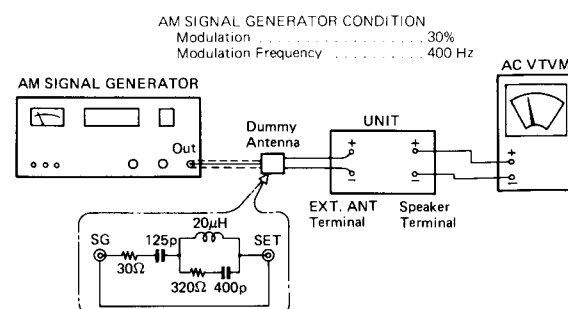 AM SIGNAL GENERATOR CONDITION
Modulation . . . . . . . . . . . . . . . 30%
Modulation Frequency . . . . . . . . . 400 Hz
AC VTVM
AM SIGNAL GENERATOR
Dummy
Antenna
UNIT
Out
+
+
+
−
−
−
EXT. ANT
Terminal
Speaker
Terminal
20μH
SG
125p
SET
30Ω
320Ω
400p